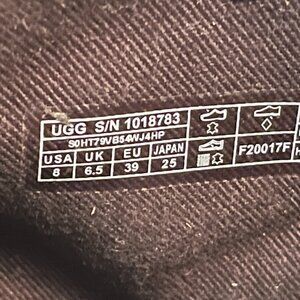 UGG S/N 1018783
S0HT79VB54WJ4HP
USA UK EU JAPAN
8 6.5 39 25
F20017F